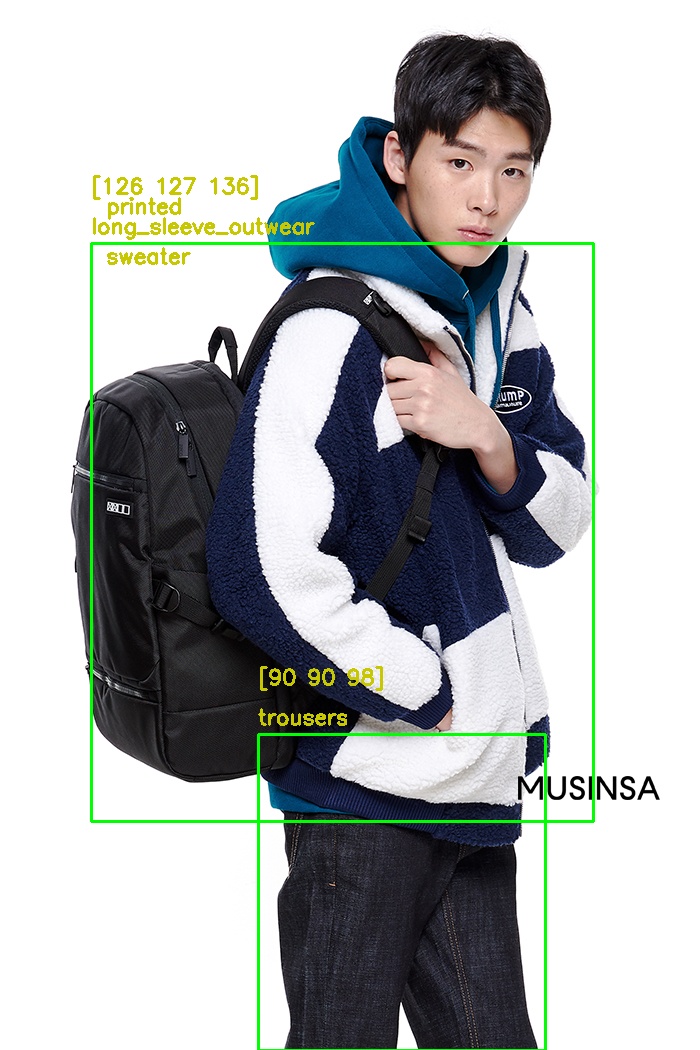 [126 127 136]
printed
long_sleeve_outwear
sweater
MUSINSA
[90 90 98]
trousers